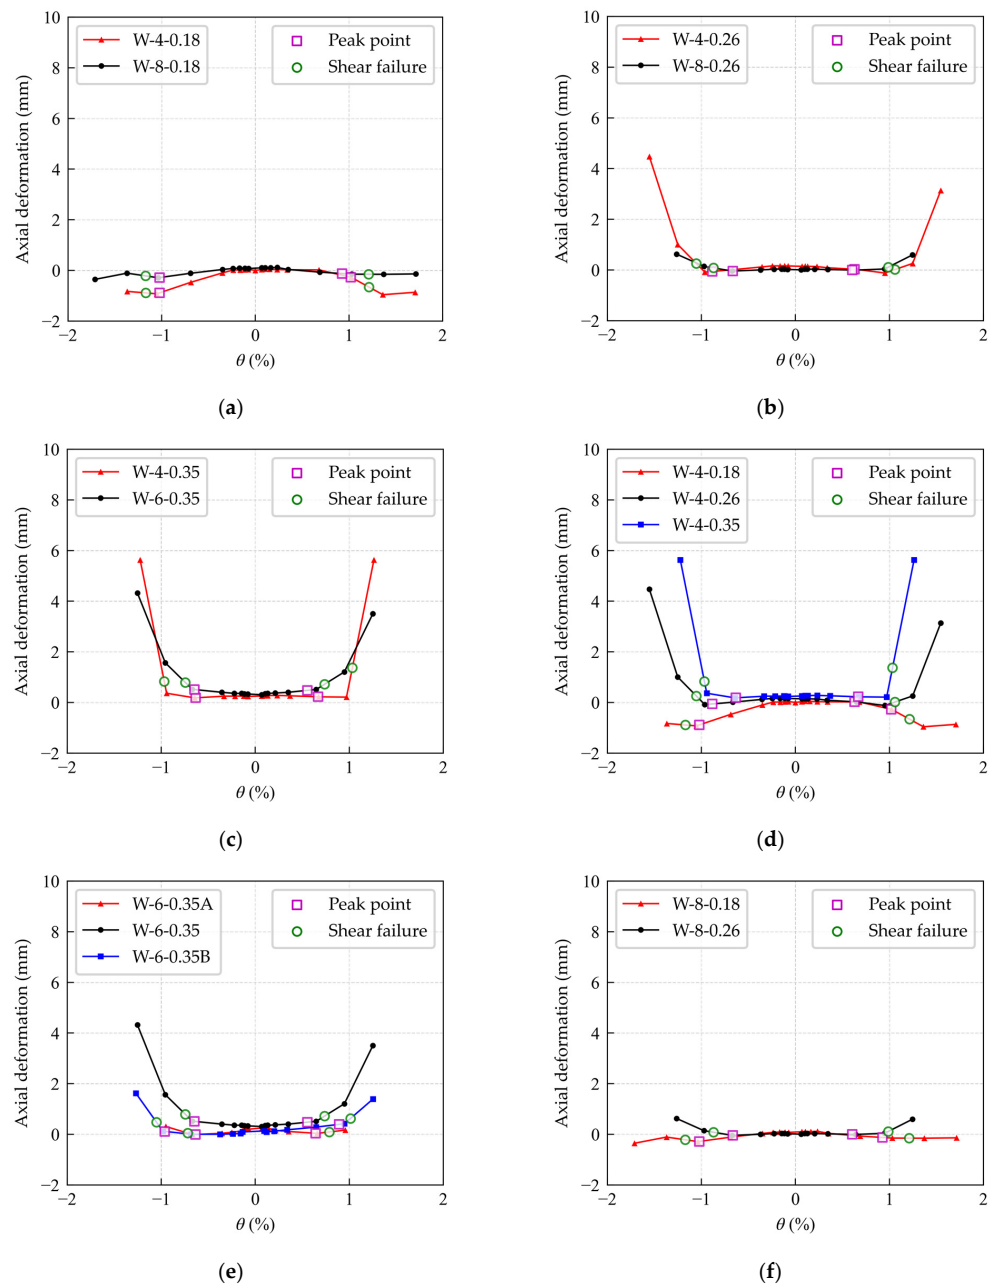 10
8
6
4
2
0
−2
Axial deformation (mm)
W-4-0.18
W-8-0.18
Peak point
Shear failure
−2 −1 0 1 2
θ (%)
(a)
10
8
6
4
2
0
−2
Axial deformation (mm)
W-4-0.26
W-8-0.26
Peak point
Shear failure
−2 −1 0 1 2
θ (%)
(b)
10
8
6
4
2
0
−2
Axial deformation (mm)
W-4-0.35
W-6-0.35
Peak point
Shear failure
−2 −1 0 1 2
θ (%)
(c)
10
8
6
4
2
0
−2
Axial deformation (mm)
W-4-0.18
W-4-0.26
W-4-0.35
Peak point
Shear failure
−2 −1 0 1 2
θ (%)
(d)
10
8
6
4
2
0
−2
Axial deformation (mm)
W-6-0.35A
W-6-0.35
W-6-0.35B
Peak point
Shear failure
−2 −1 0 1 2
θ (%)
(e)
10
8
6
4
2
0
−2
Axial deformation (mm)
W-8-0.18
W-8-0.26
Peak point
Shear failure
−2 −1 0 1 2
θ (%)
(f)